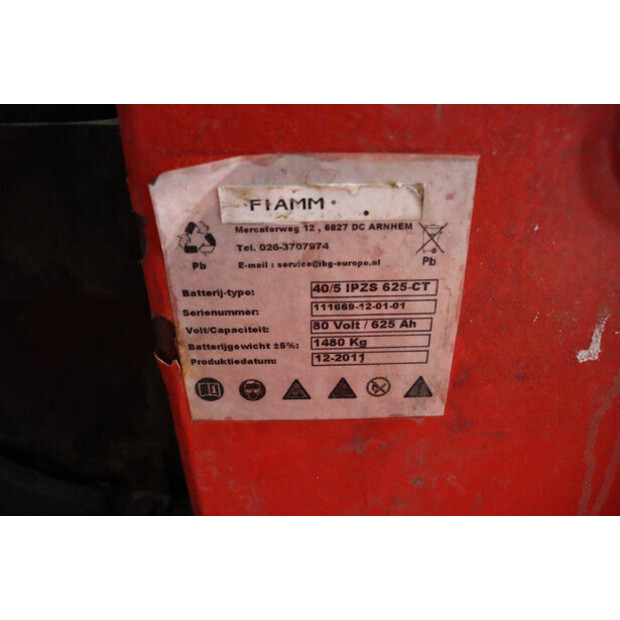 FIAMM
Mercaterweg 12 , 6827 DC ARNHEM
Tel. 026-3707974
E-mail : service@ibg-europe.nl
Pb
Pb
Batterij-type: 40/5 IPZS 625-CT
Serienummer: 111669-12-01-01
Volt/Capaciteit: 80 Volt / 625 Ah
Batterijgewicht ±5%: 1480 Kg
Produktiedatum: 12-2011